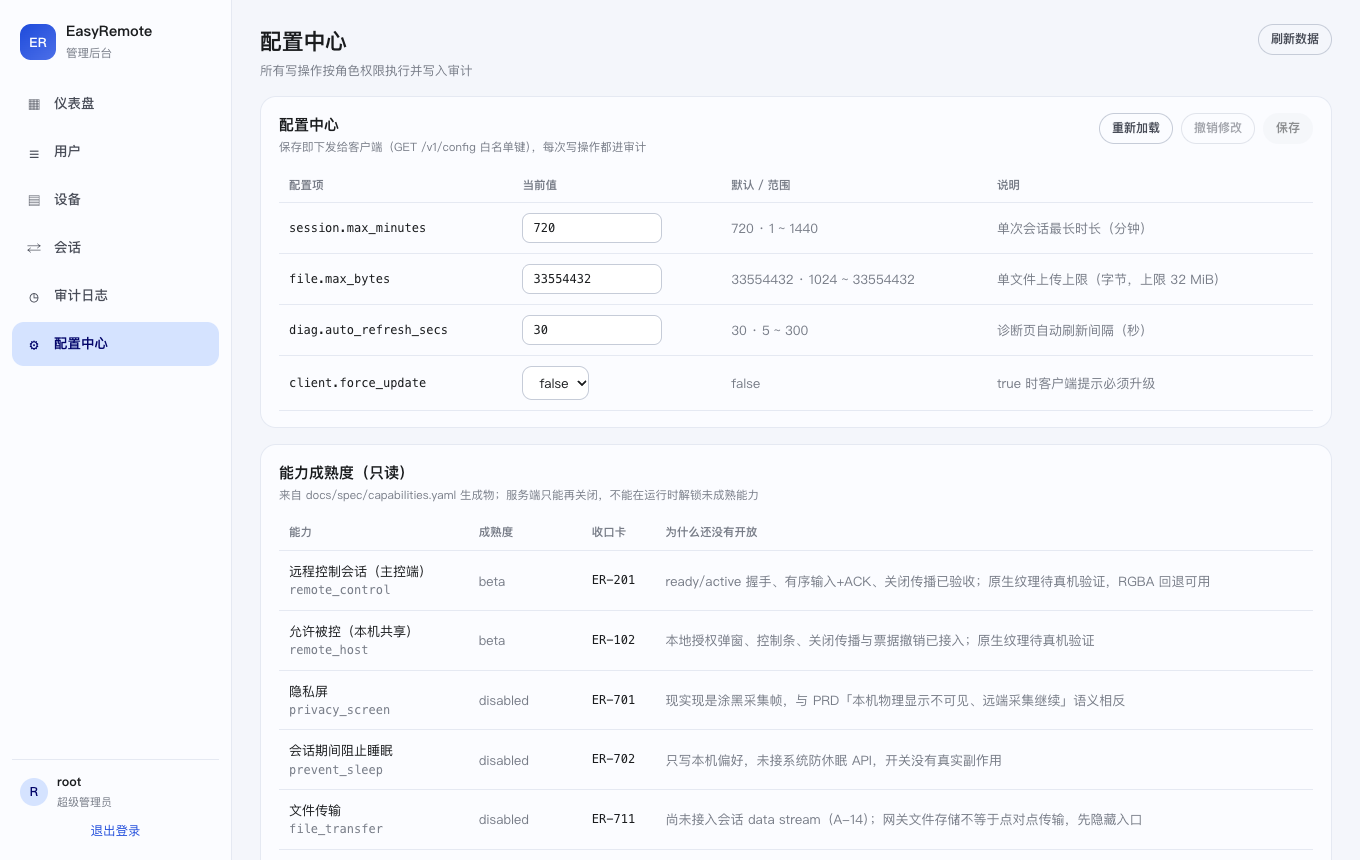 ER
EasyRemote
管理后台
仪表盘
用户
设备
会话
审计日志
配置中心
R
root
超级管理员
退出登录
配置中心
所有写操作按角色权限执行并写入审计
刷新数据
配置中心
保存即下发给客户端（GET /v1/config 白名单键），每次写操作都进审计
重新加载 撤销修改 保存
配置项 当前值 默认 / 范围 说明
session.max_minutes 720 720 · 1 ~ 1440 单次会话最长时长（分钟）
file.max_bytes 33554432 33554432 · 1024 ~ 33554432 单文件上传上限（字节，上限 32 MiB）
diag.auto_refresh_secs 30 30 · 5 ~ 300 诊断页自动刷新间隔（秒）
client.force_update false false true 时客户端提示必须升级
能力成熟度（只读）
来自 docs/spec/capabilities.yaml 生成物；服务端只能再关闭，不能在运行时解锁未成熟能力
能力 成熟度 收口卡 为什么还没有开放
远程控制会话（主控端）
remote_control beta ER-201 ready/active 握手、有序输入+ACK、关闭传播已验收；原生纹理待真机验证，RGBA 回退可用
允许被控（本机共享）
remote_host beta ER-102 本地授权弹窗、控制条、关闭传播与票据撤销已接入；原生纹理待真机验证
隐私屏
privacy_screen disabled ER-701 现实现是涂黑采集帧，与 PRD「本机物理显示不可见、远端采集继续」语义相反
会话期间阻止睡眠
prevent_sleep disabled ER-702 只写本机偏好，未接系统防休眠 API，开关没有真实副作用
文件传输
file_transfer disabled ER-711 尚未接入会话 data stream（A-14）；网关文件存储不等于点对点传输，先隐藏入口